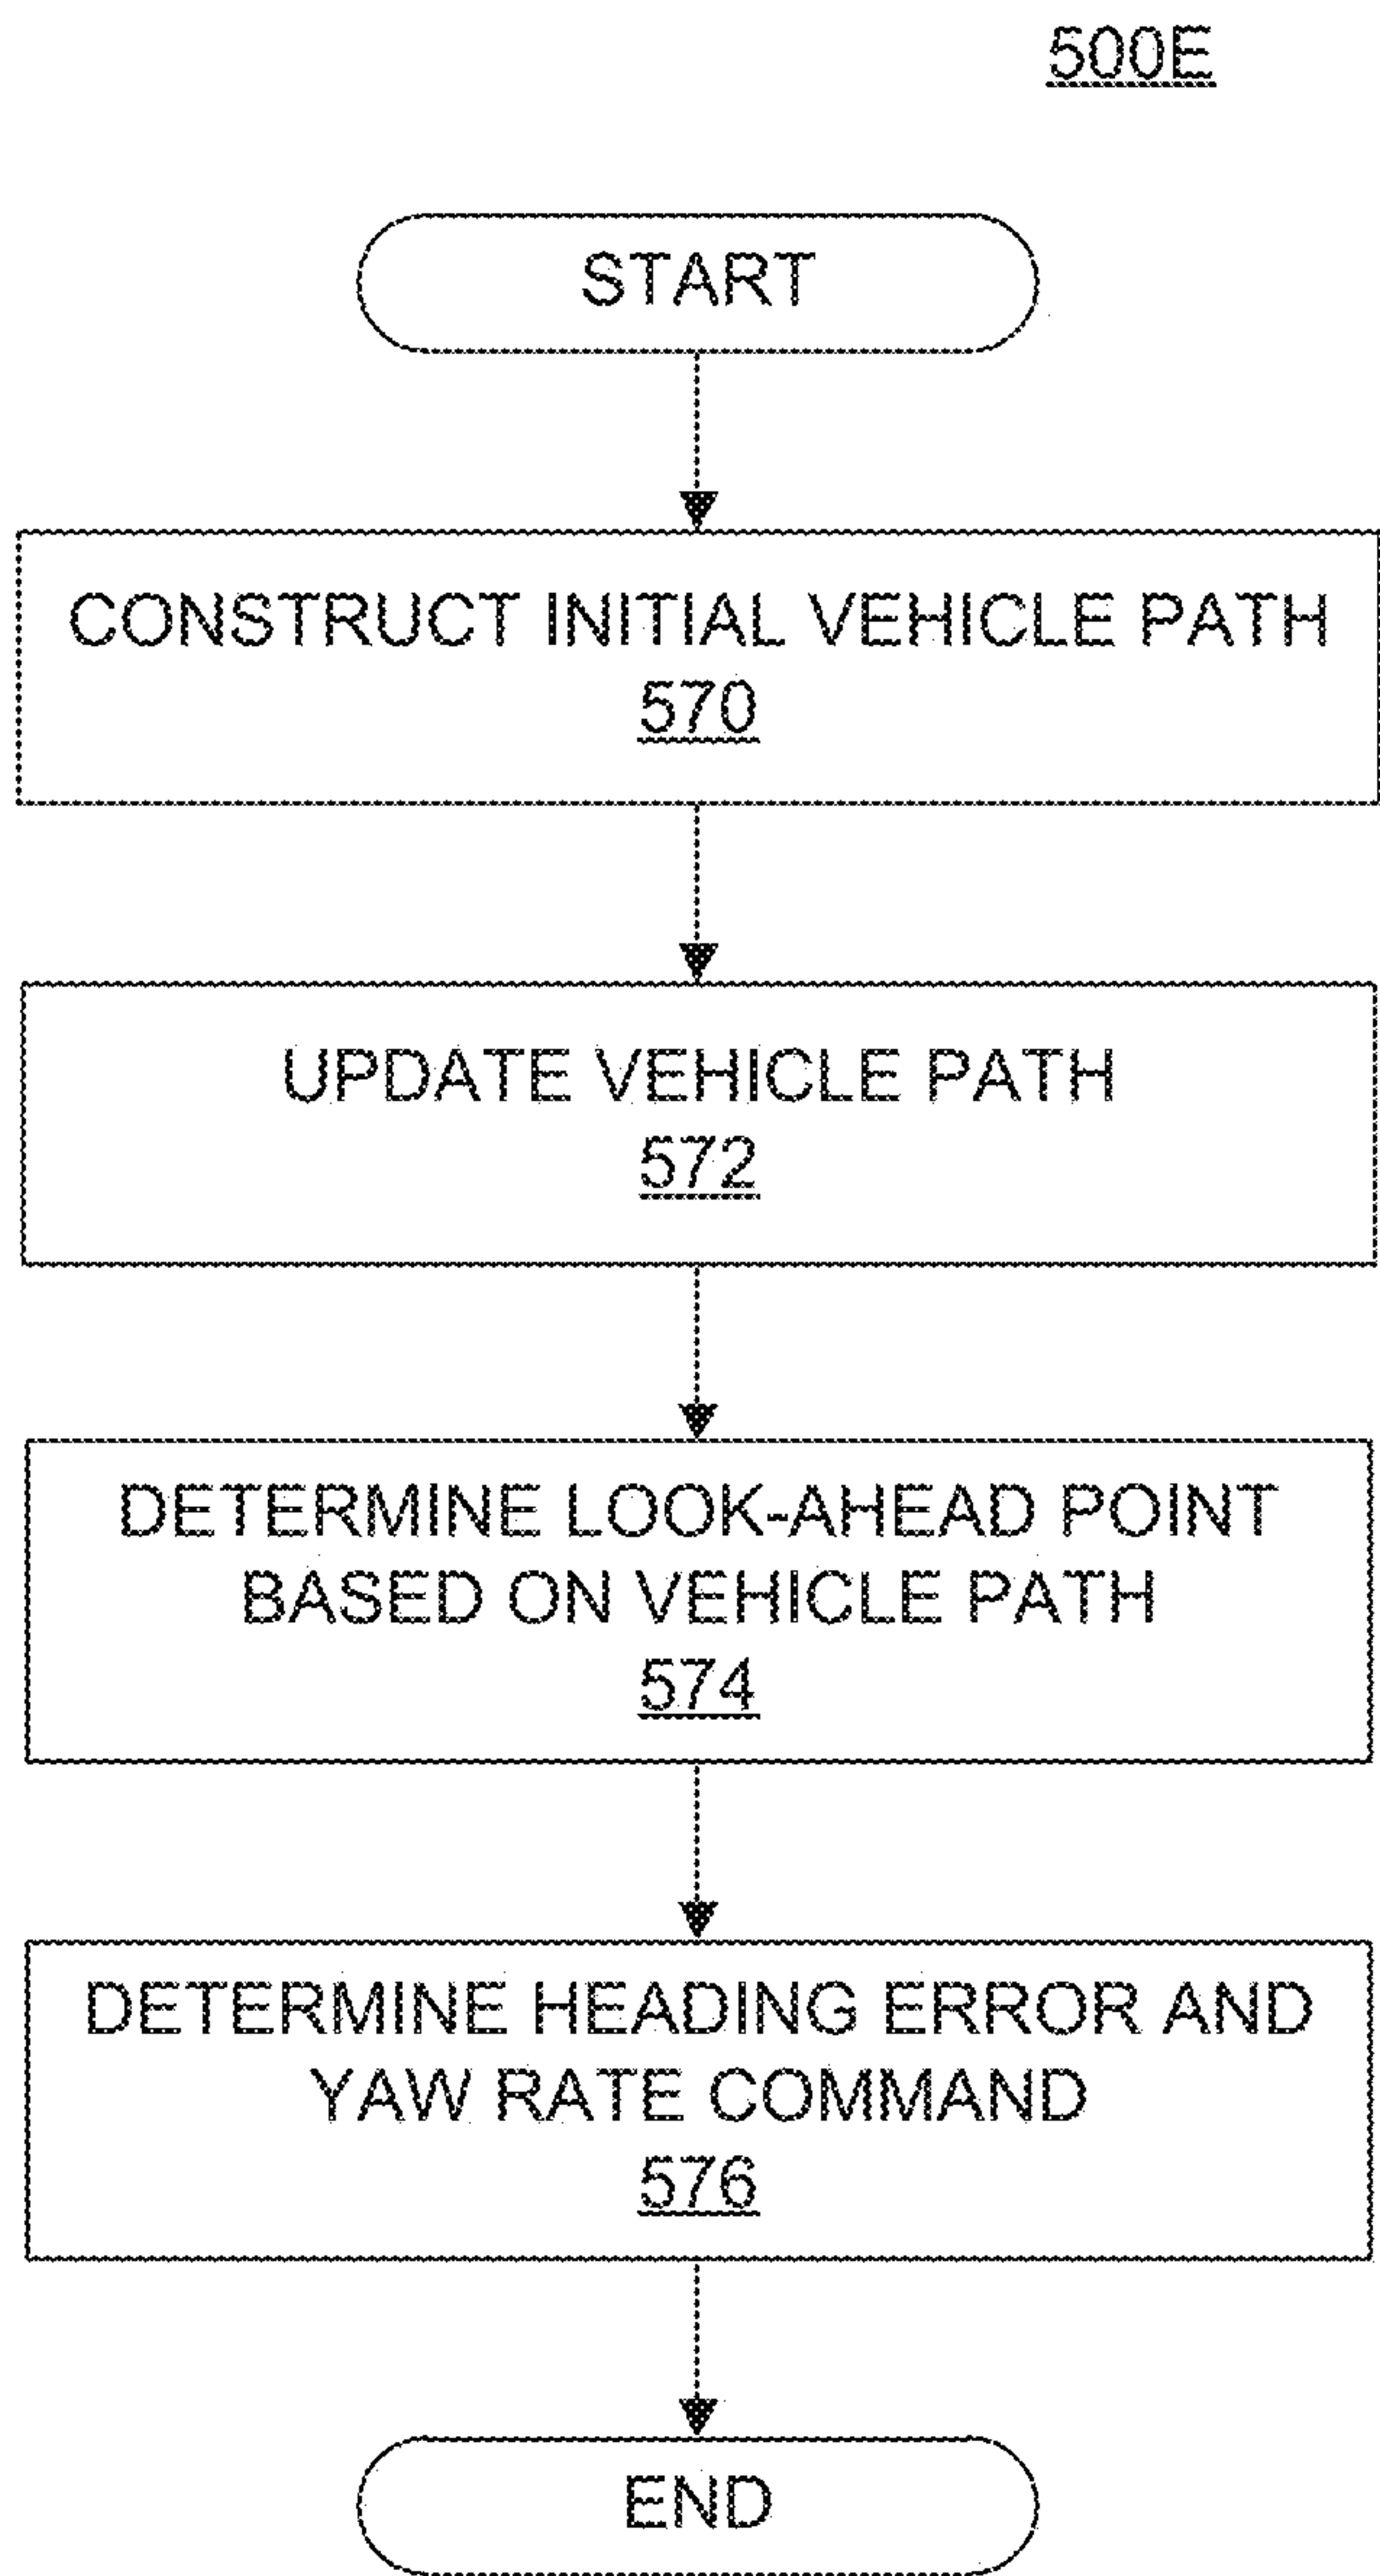 500E
START
CONSTRUCT INITIAL VEHICLE PATH
570
UPDATE VEHICLE PATH
572
DETERMINE LOOK-AHEAD POINT
BASED ON VEHICLE PATH
574
DETERMINE HEADING ERROR AND
YAW RATE COMMAND
576
END